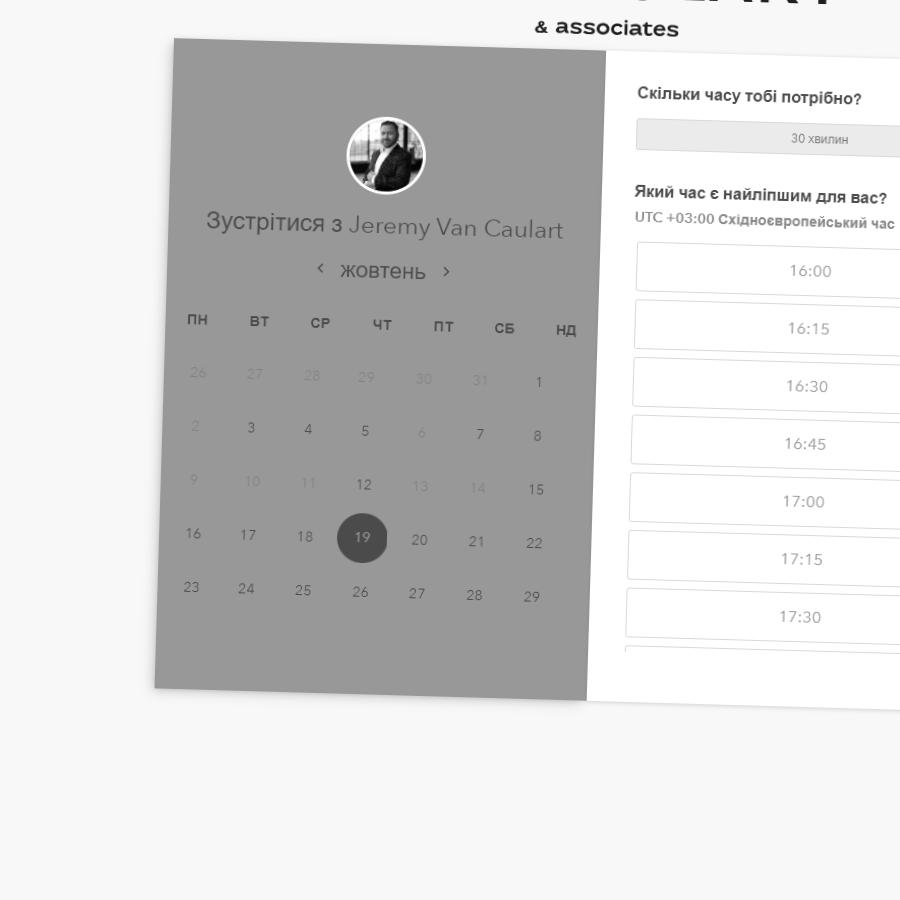 & associates
Зустрітися з Jeremy Van Caulart
жовтень
ПН ВТ СР ЧТ ПТ СБ НД
26 27 28 29 30 31 1
2 3 4 5 6 7 8
9 10 11 12 13 14 15
16 17 18 19 20 21 22
23 24 25 26 27 28 29
Скільки часу тобі потрібно?
30 хвилин
Який час є найліпшим для вас?
UTC +03:00 Східноєвропейський час
16:00
16:15
16:30
16:45
17:00
17:15
17:30